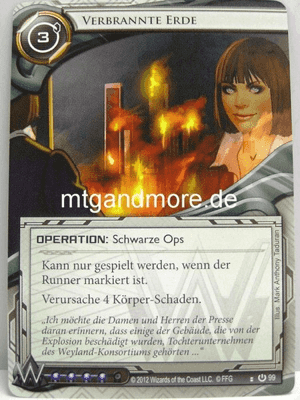 Verbrannte Erde
3
mtgandmore.de
OPERATION: Schwarze Ops
Kann nur gespielt werden, wenn der
Runner markiert ist.
Verursache 4 Körper-Schaden.
„Ich möchte die Damen und Herren der Presse
daran erinnern, dass einige der Gebäude, die von der
Explosion beschädigt wurden, Tochterunternehmen
des Weyland-Konsortiums gehörten ...“
Illus. Mark Anthony Taduran
© 2012 Wizards of the Coast LLC. © FFG
99